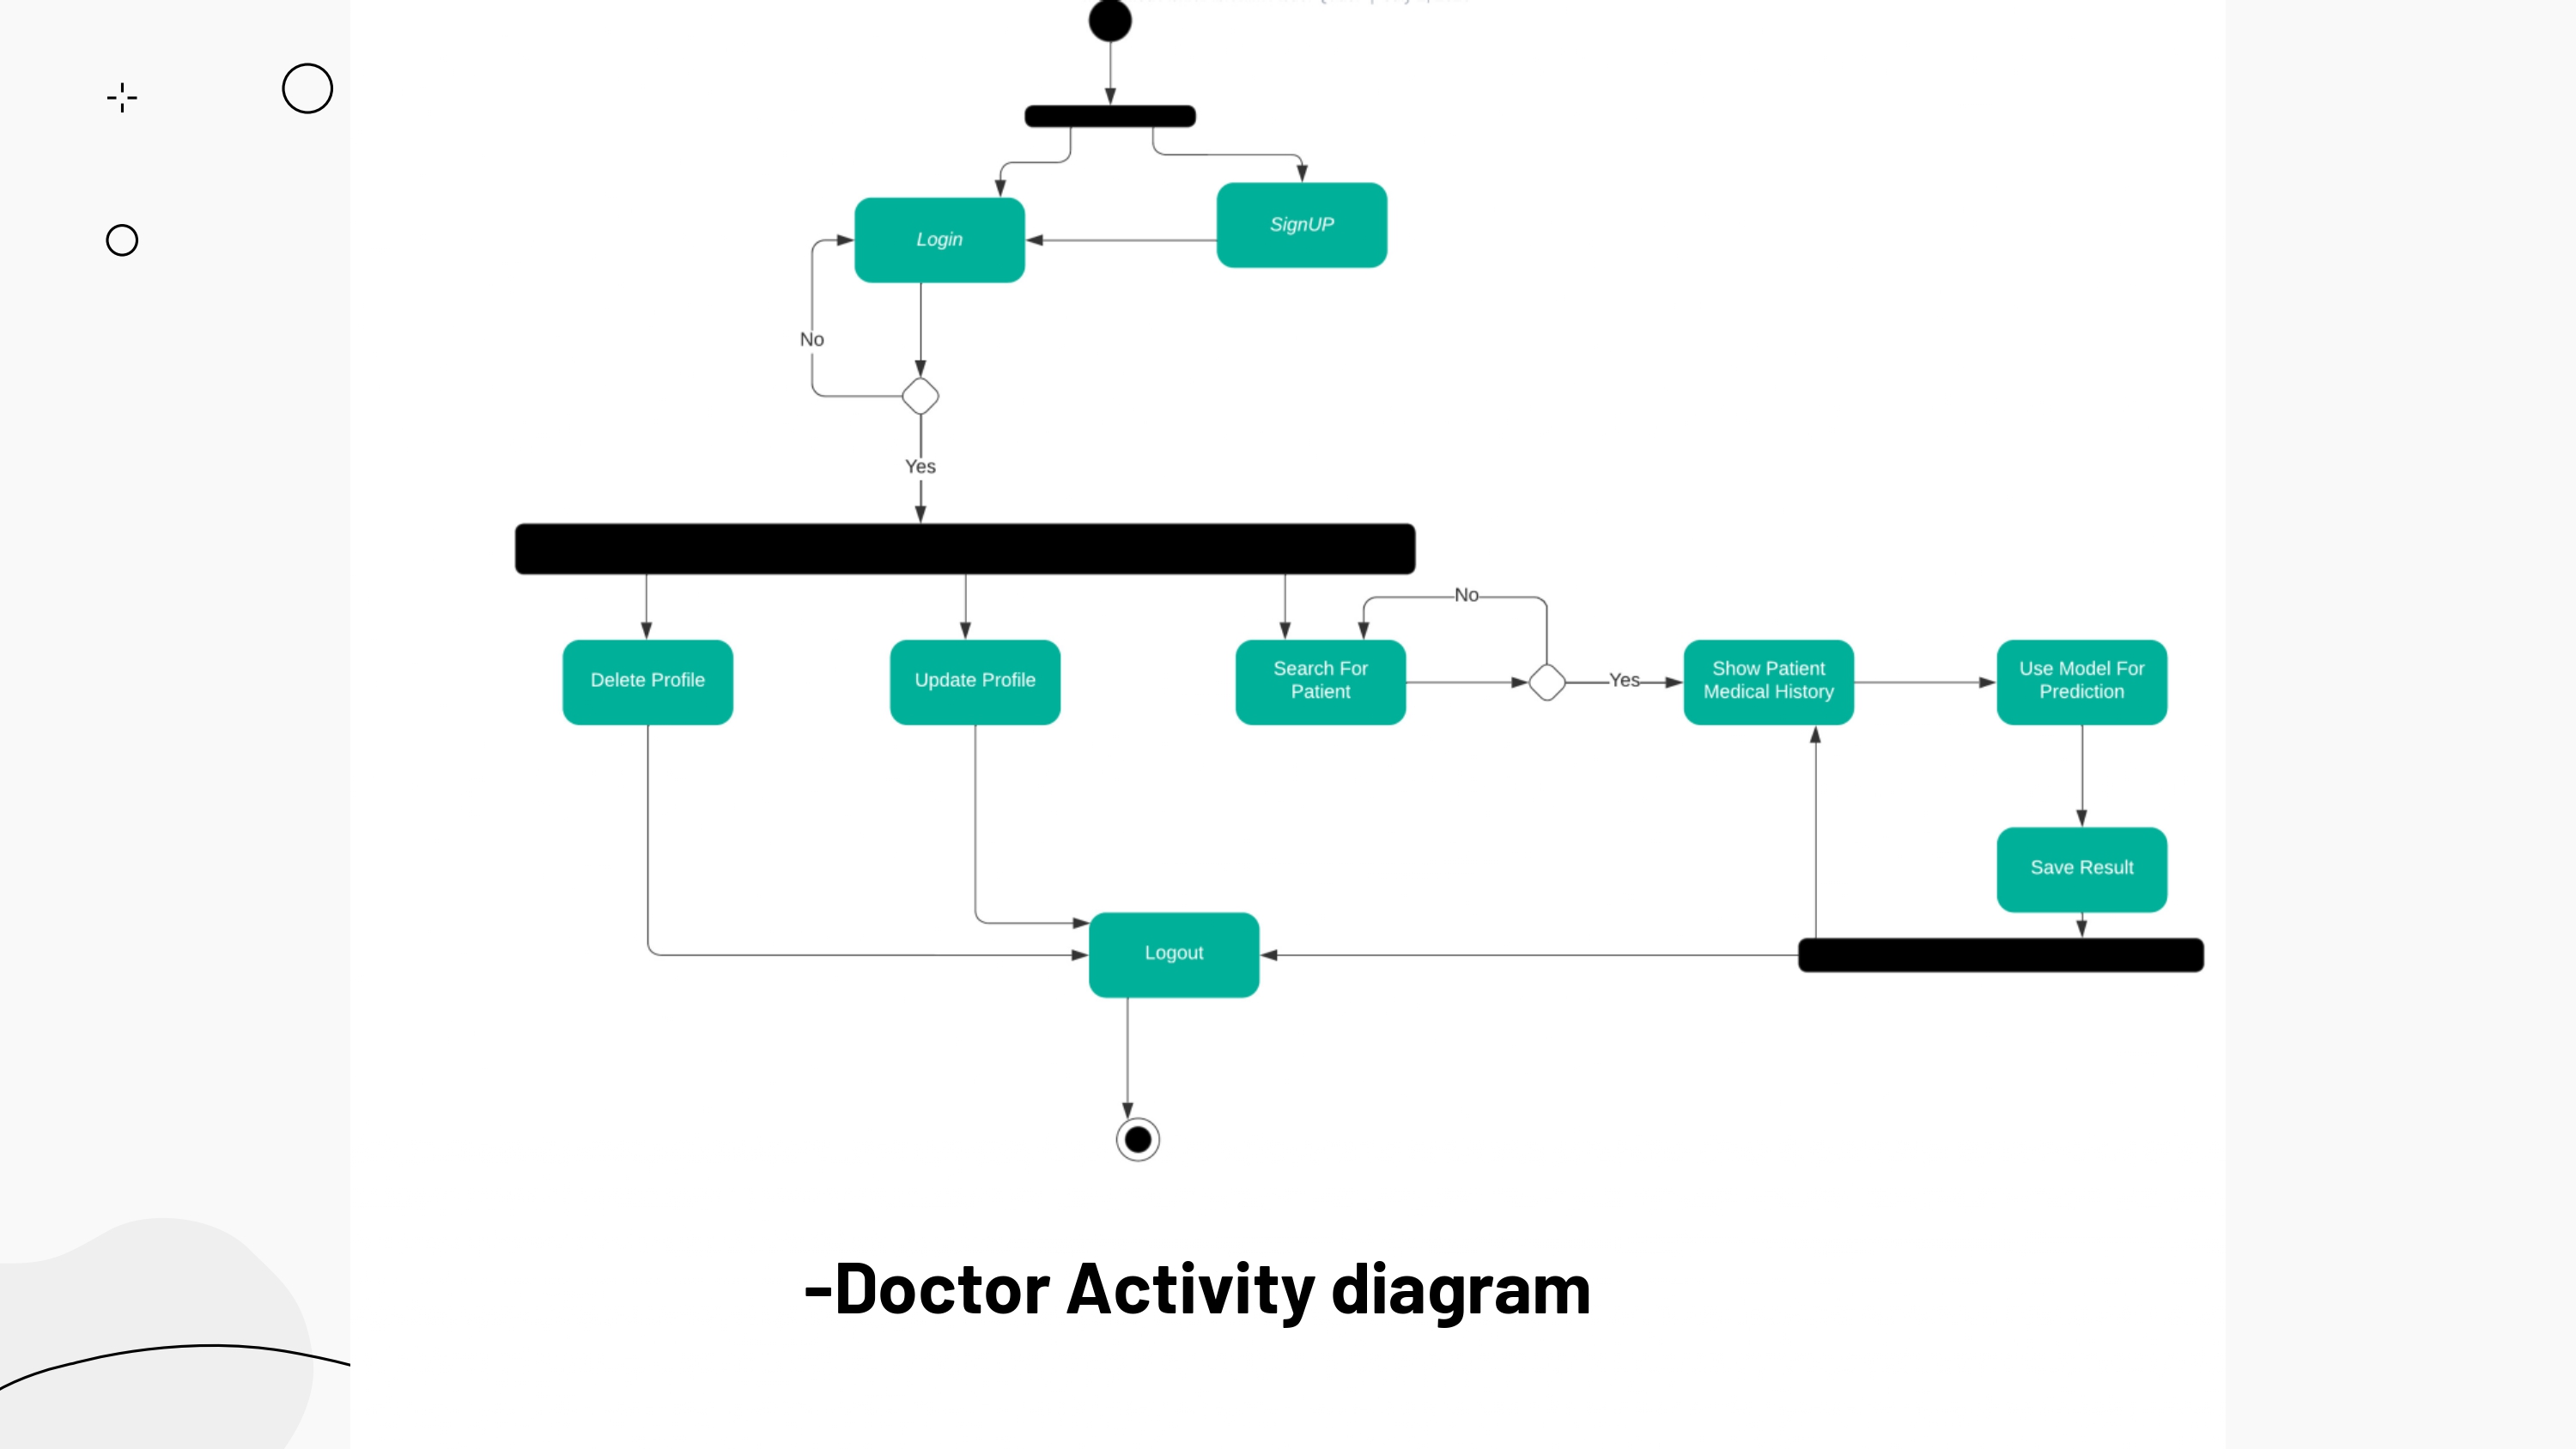 Login
SignUP
No
Yes
No
Delete Profile
Update Profile
Search For
Patient
Yes
Show Patient
Medical History
Use Model For
Prediction
Save Result
Logout
-Doctor Activity diagram